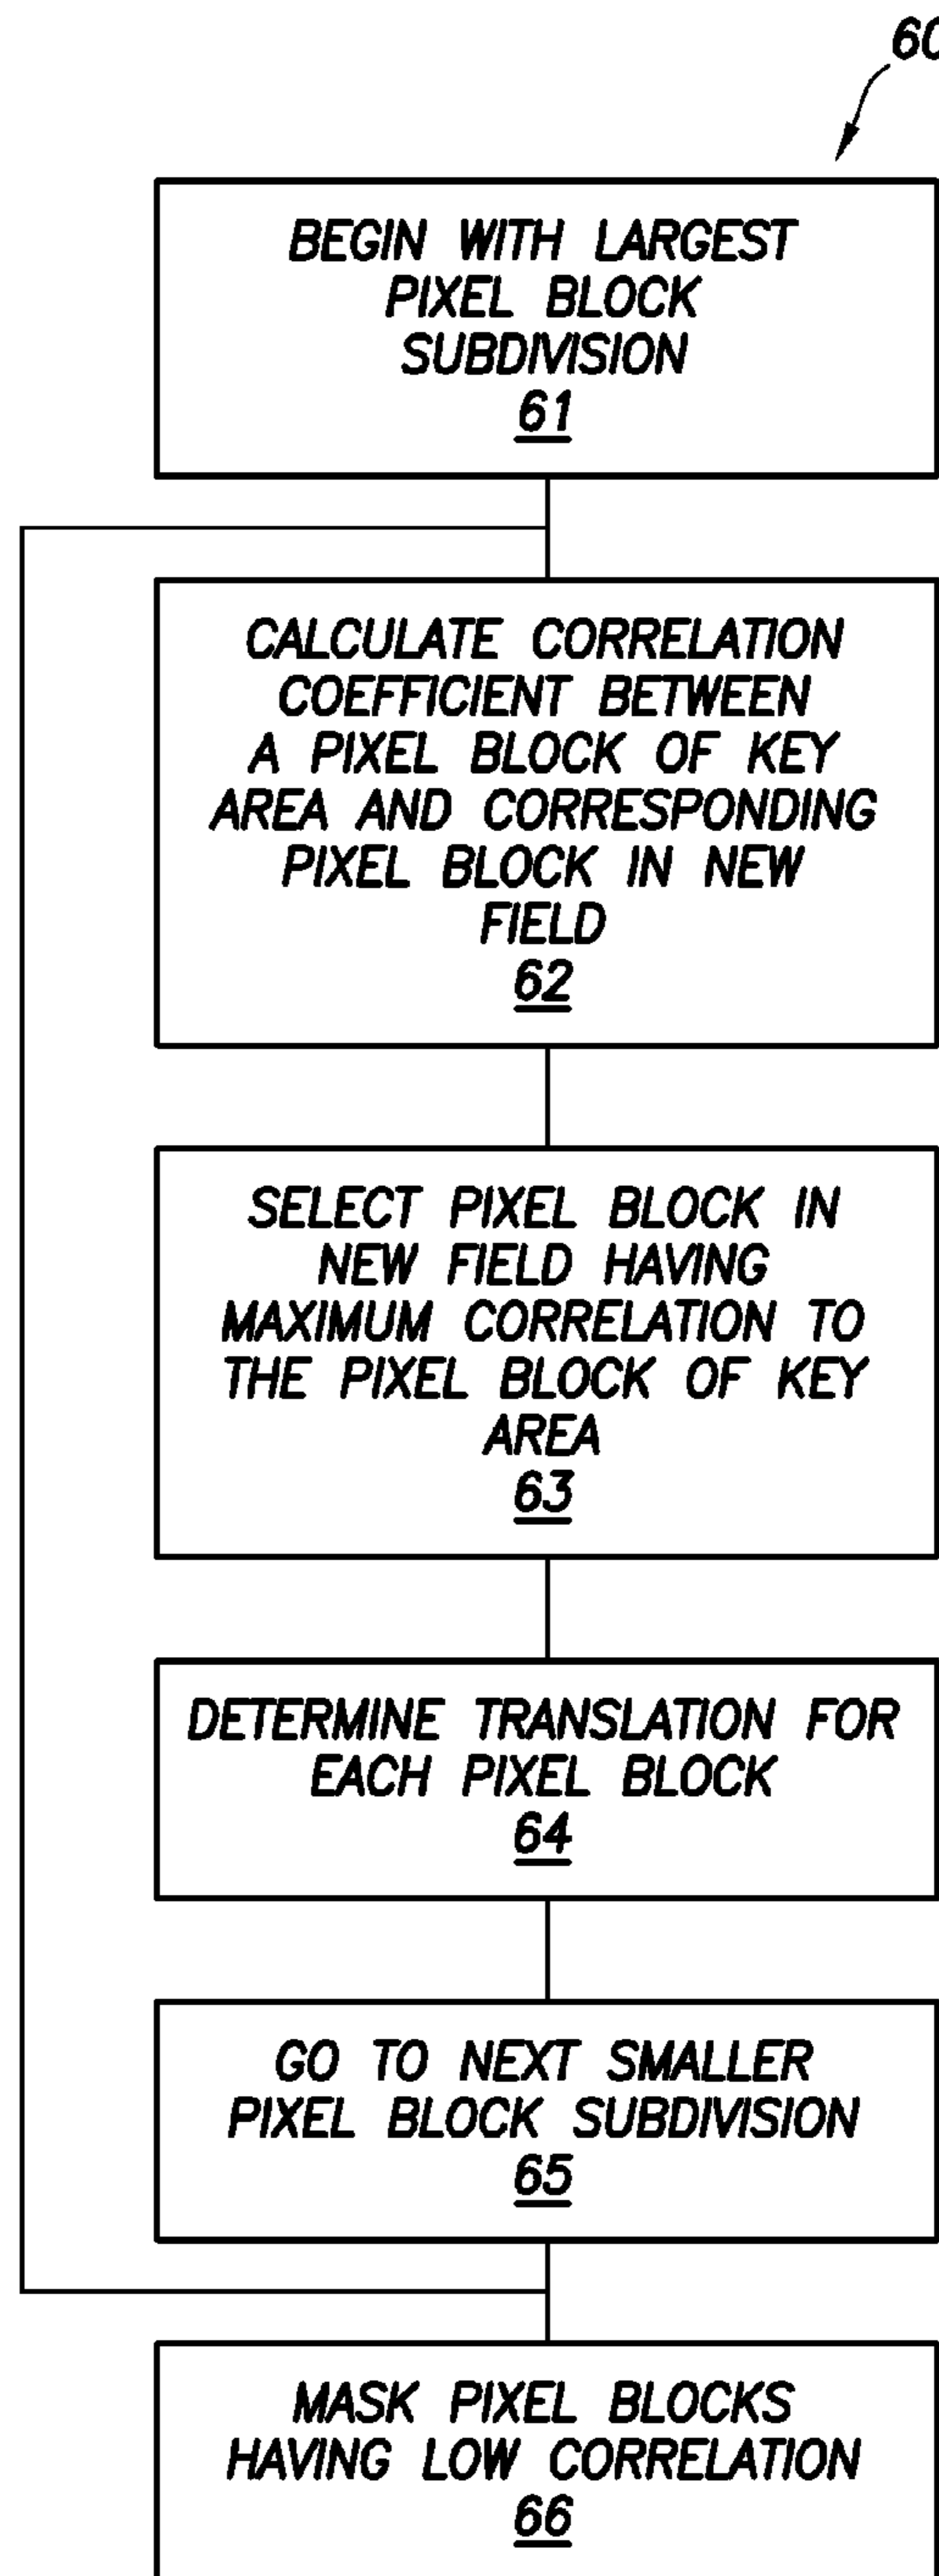 60
BEGIN WITH LARGEST
PIXEL BLOCK
SUBDIVISION
61
CALCULATE CORRELATION
COEFFICIENT BETWEEN
A PIXEL BLOCK OF KEY
AREA AND CORRESPONDING
PIXEL BLOCK IN NEW
FIELD
62
SELECT PIXEL BLOCK IN
NEW FIELD HAVING
MAXIMUM CORRELATION TO
THE PIXEL BLOCK OF KEY
AREA
63
DETERMINE TRANSLATION FOR
EACH PIXEL BLOCK
64
GO TO NEXT SMALLER
PIXEL BLOCK SUBDIVISION
65
MASK PIXEL BLOCKS
HAVING LOW CORRELATION
66